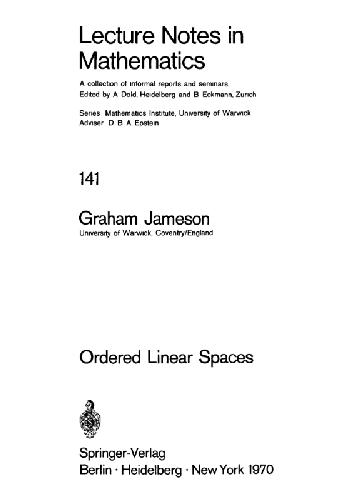 Lecture Notes in
Mathematics
A collection of informal reports and seminars
Edited by A Dold, Heidelberg and B Eckmann, Zurich
Series Mathematics Institute, University of Warwick
Adviser D B A Epstein
141
Graham Jameson
University of Warwick, Coventry/England
Ordered Linear Spaces
Springer-Verlag
Berlin · Heidelberg · New York 1970